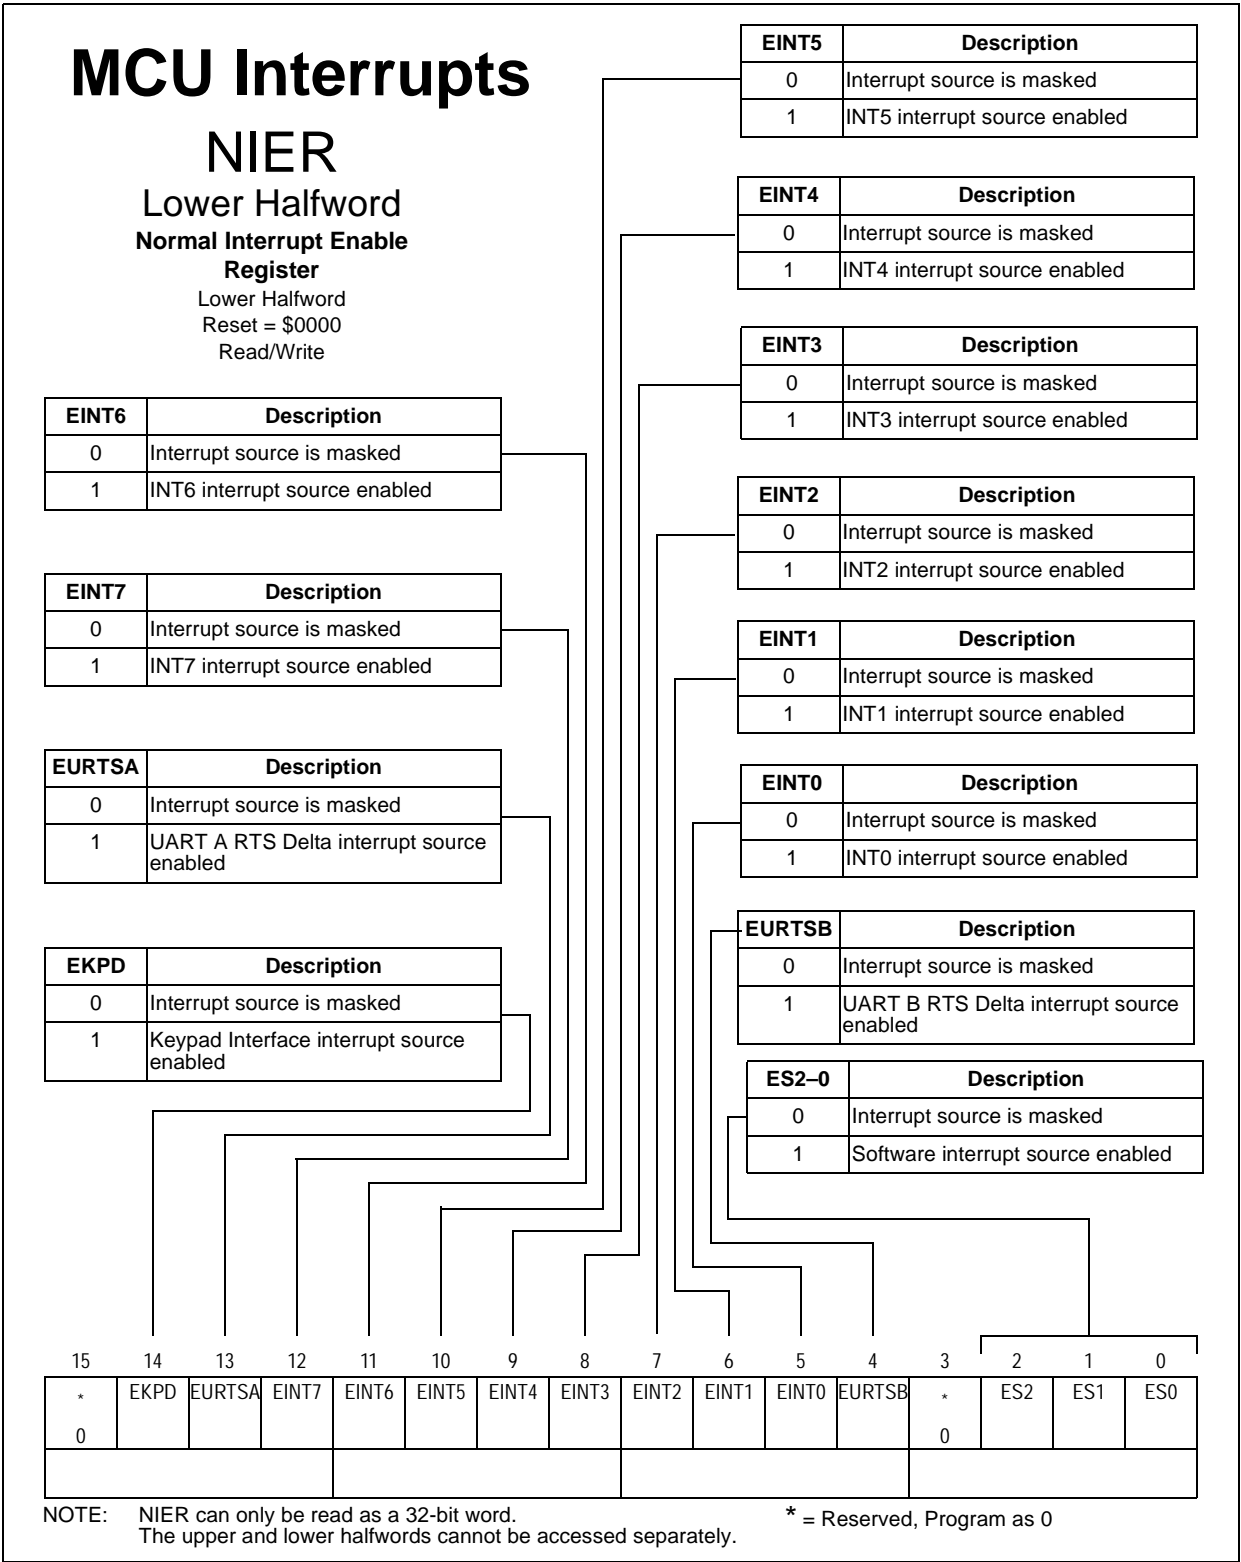 MCU Interrupts
NIER
Lower Halfword
Normal Interrupt Enable
Register
Lower Halfword
Reset = $0000
Read/Write
EINT6 Description
0 Interrupt source is masked
1 INT6 interrupt source enabled
EINT7 Description
0 Interrupt source is masked
1 INT7 interrupt source enabled
EURTSA Description
0 Interrupt source is masked
1 UART A RTS Delta interrupt source
enabled
EKPD Description
0 Interrupt source is masked
1 Keypad Interface interrupt source
enabled
EINT5 Description
0 Interrupt source is masked
1 INT5 interrupt source enabled
EINT4 Description
0 Interrupt source is masked
1 INT4 interrupt source enabled
EINT3 Description
0 Interrupt source is masked
1 INT3 interrupt source enabled
EINT2 Description
0 Interrupt source is masked
1 INT2 interrupt source enabled
EINT1 Description
0 Interrupt source is masked
1 INT1 interrupt source enabled
EINT0 Description
0 Interrupt source is masked
1 INT0 interrupt source enabled
EURTSB Description
0 Interrupt source is masked
1 UART B RTS Delta interrupt source
enabled
ES2–0 Description
0 Interrupt source is masked
1 Software interrupt source enabled
15 14 13 12 11 10 9 8 7 6 5 4 3 2 1 0
* EKPD EURTSA EINT7 EINT6 EINT5 EINT4 EINT3 EINT2 EINT1 EINT0 EURTSB * ES2 ES1 ES0
0 0
NOTE: NIER can only be read as a 32-bit word.
The upper and lower halfwords cannot be accessed separately.
* = Reserved, Program as 0